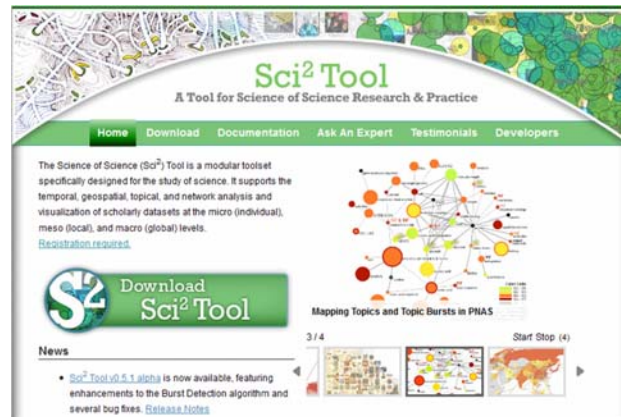 Sci² Tool
A Tool for Science of Science Research & Practice
Home Download Documentation Ask An Expert Testimonials Developers
The Science of Science (Sci²) Tool is a modular toolset
specifically designed for the study of science. It supports the
temporal, geospatial, topical, and network analysis and
visualization of scholarly datasets at the micro (individual),
meso (local), and macro (global) levels.
Registration required.
S2
Download
Sci² Tool
Mapping Topics and Topic Bursts in PNAS
3 / 4
Start Stop (4)
News
Sci² Tool v0.5.1 alpha is now available, featuring
enhancements to the Burst Detection algorithm and
several bug fixes. Release Notes